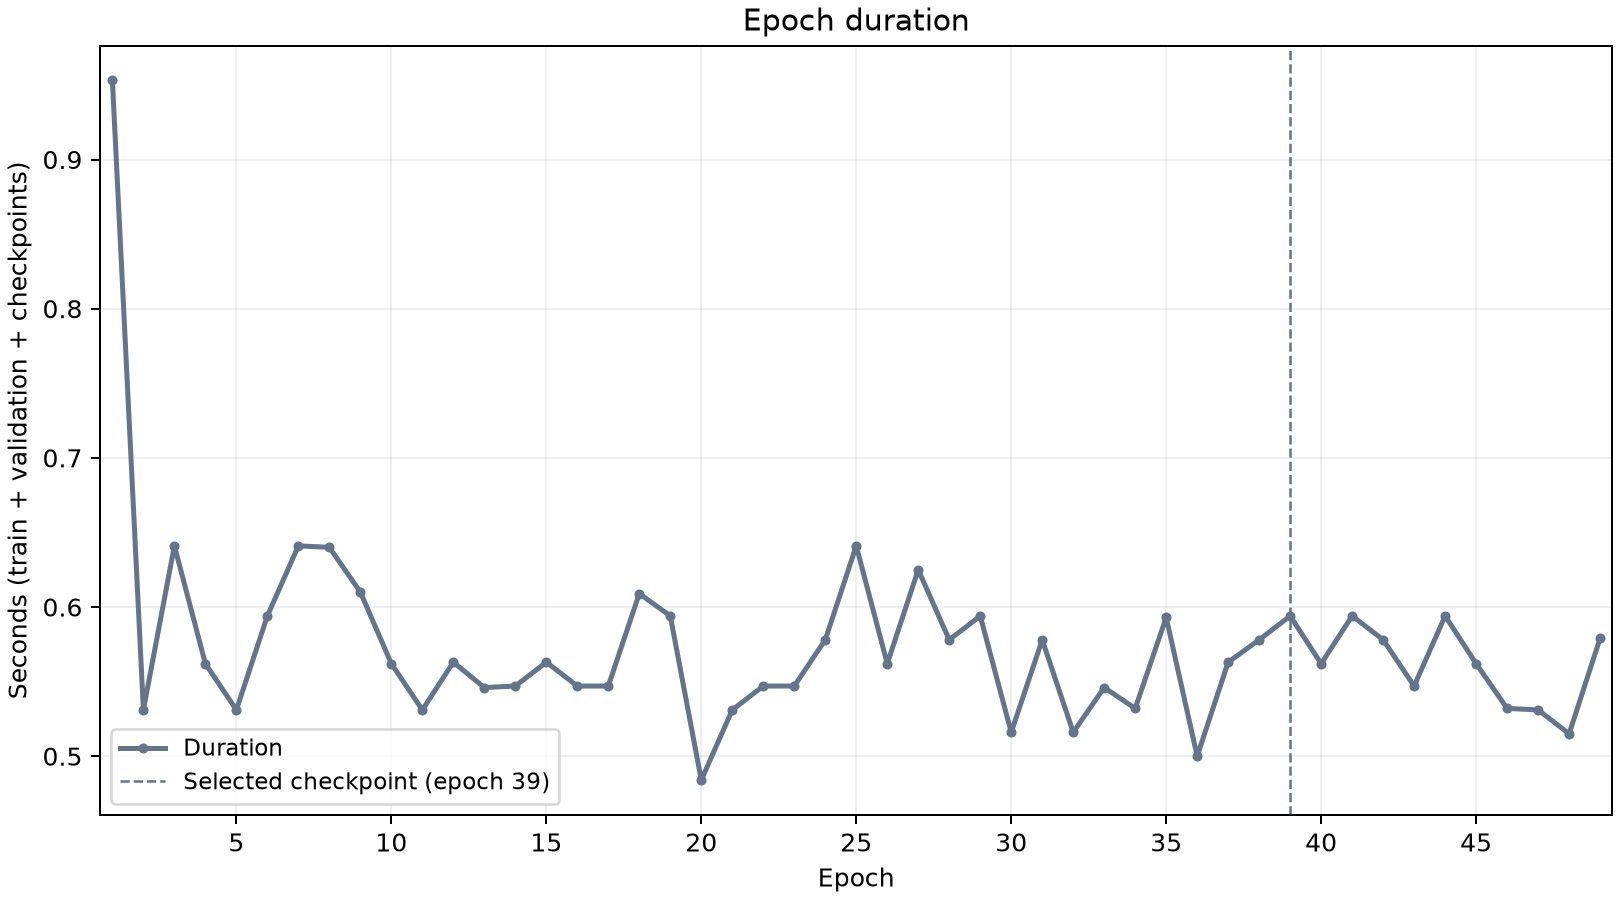 Epoch duration
Seconds (train + validation + checkpoints)
0.9
0.8
0.7
0.6
0.5
Duration
Selected checkpoint (epoch 39)
5 10 15 20 25 30 35 40 45
Epoch